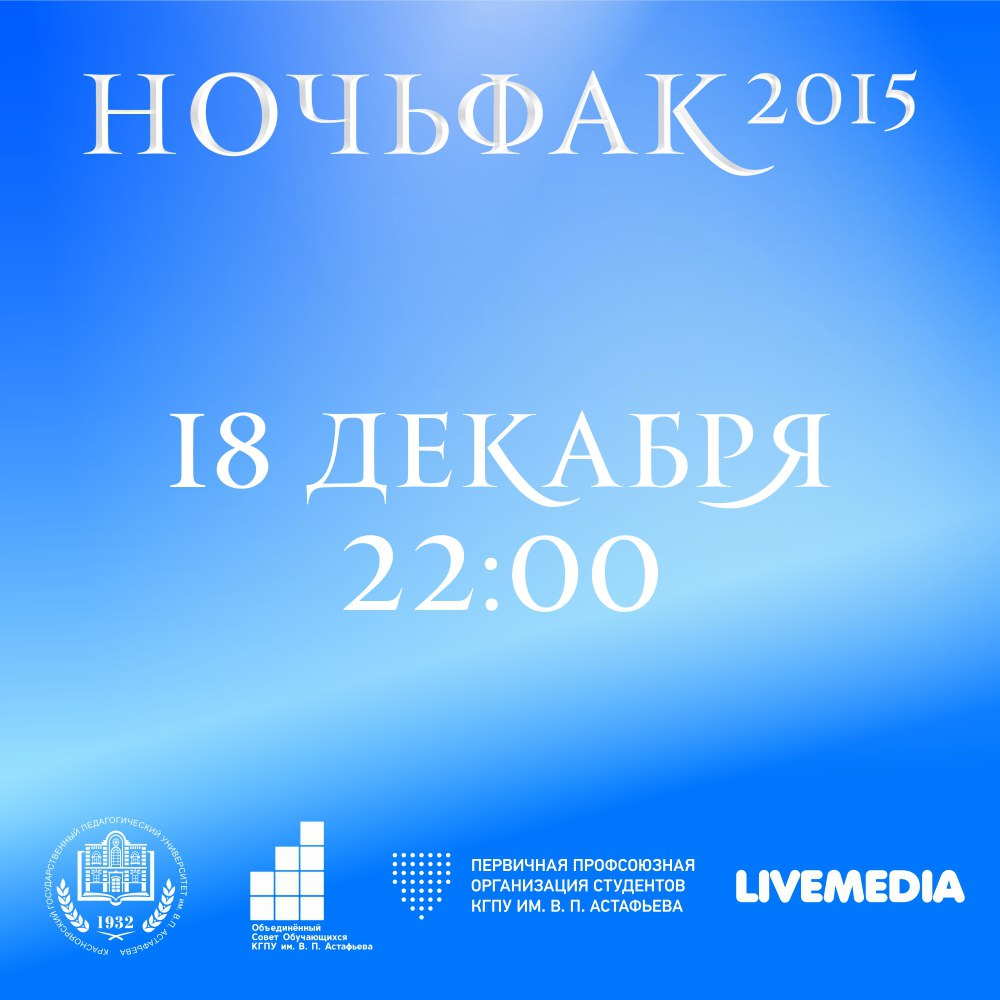 НОЧЬФАК 2015
18 ДЕКАБРЯ
22:00
КРАСНОЯРСКИЙ ГОСУДАРСТВЕННЫЙ ПЕДАГОГИЧЕСКИЙ УНИВЕРСИТЕТ ИМ. В. П. АСТАФЬЕВА
1932
Объединённый
Совет Обучающихся
КГПУ им. В. П. Астафьева
ПЕРВИЧНАЯ ПРОФСОЮЗНАЯ
ОРГАНИЗАЦИЯ СТУДЕНТОВ
КГПУ ИМ. В. П. АСТАФЬЕВА
LIVEMEDIA